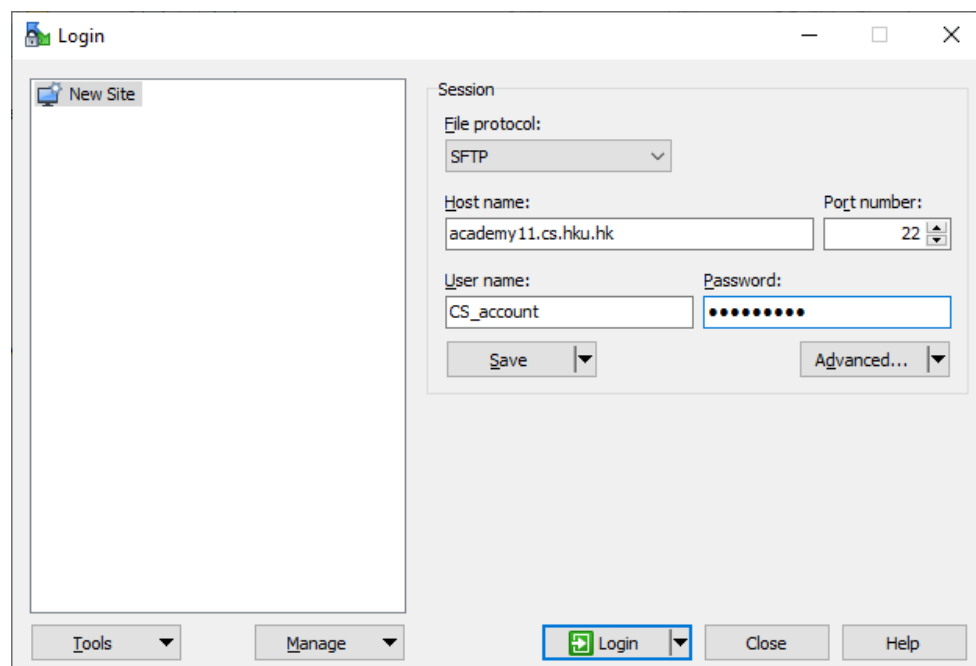 Login
New Site
Session
File protocol:
SFTP
Host name:
Port number:
academy11.cs.hku.hk
22
User name:
Password:
CS_account
●●●●●●●●●
Save
Advanced...
Tools
Manage
Login
Close
Help